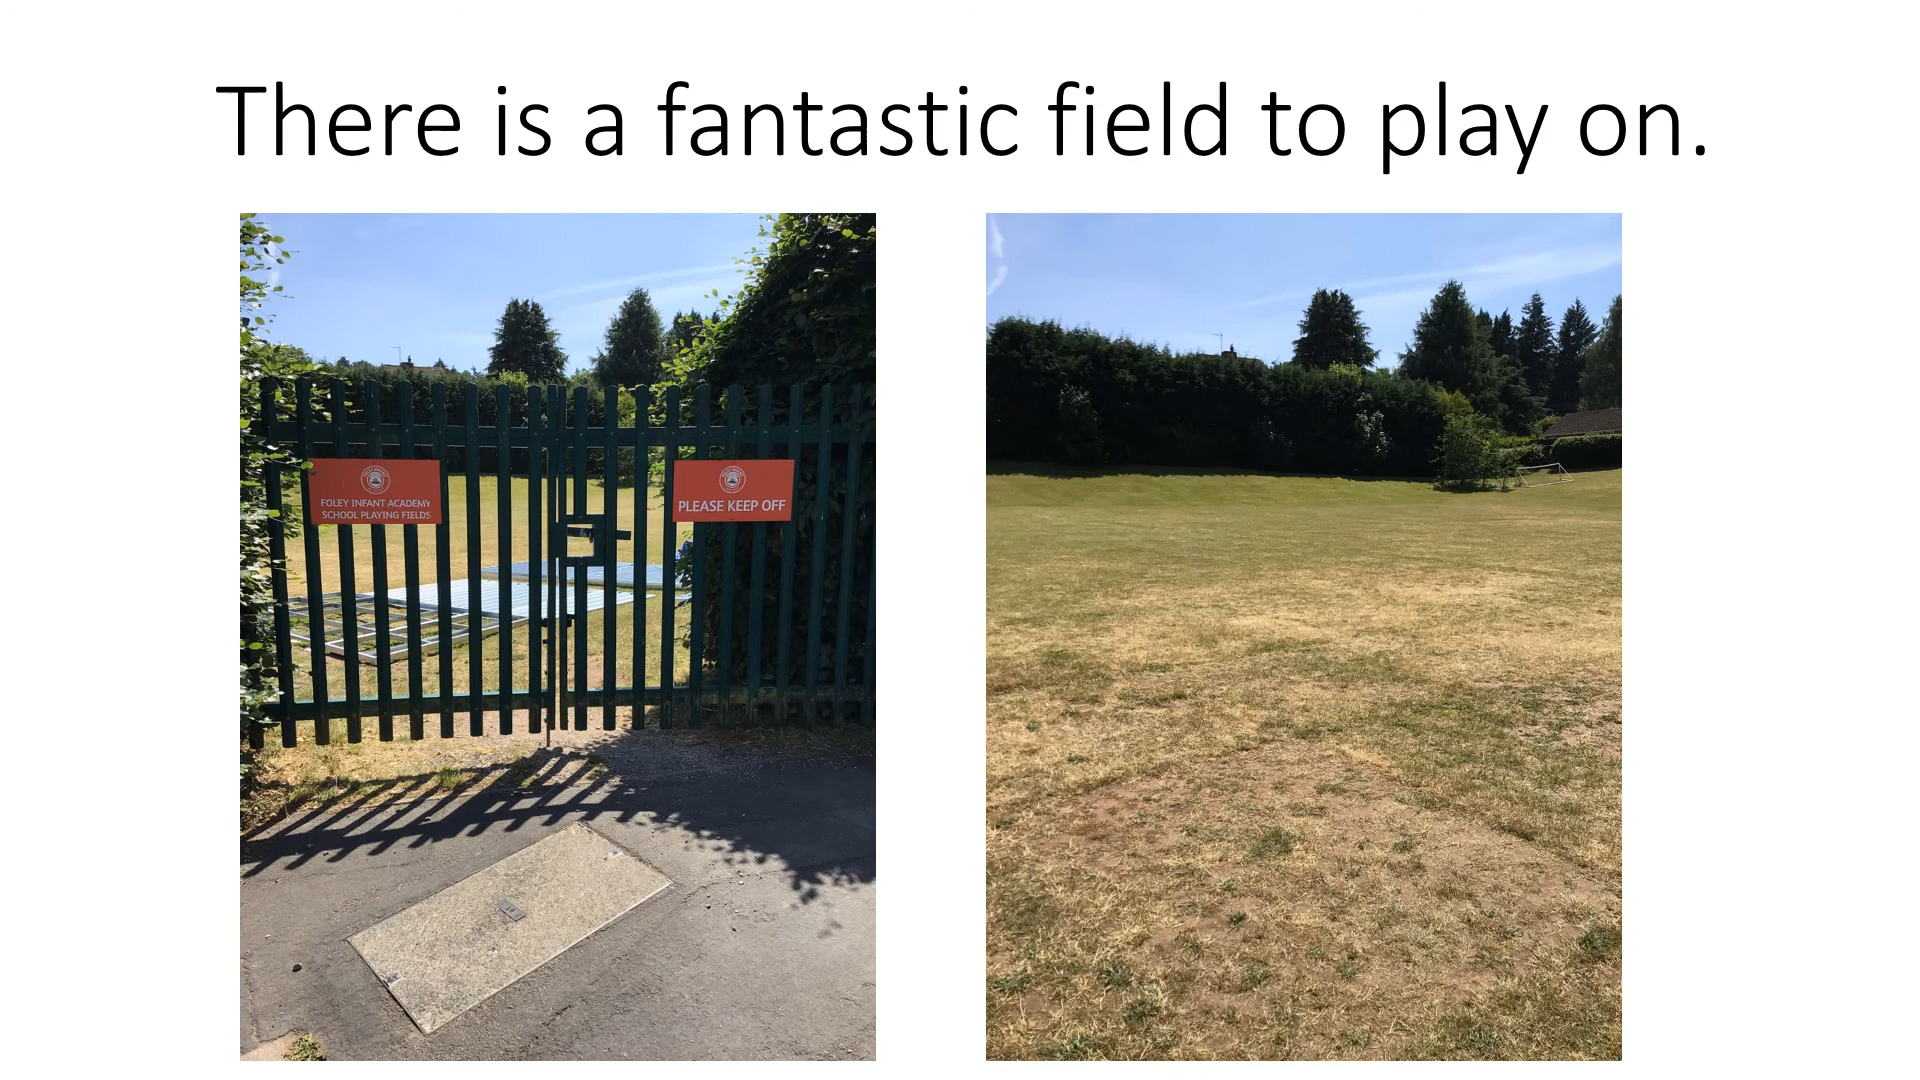 There is a fantastic field to play on.
FOLEY INFANT ACADEMY
SCHOOL PLAYING FIELDS
PLEASE KEEP OFF